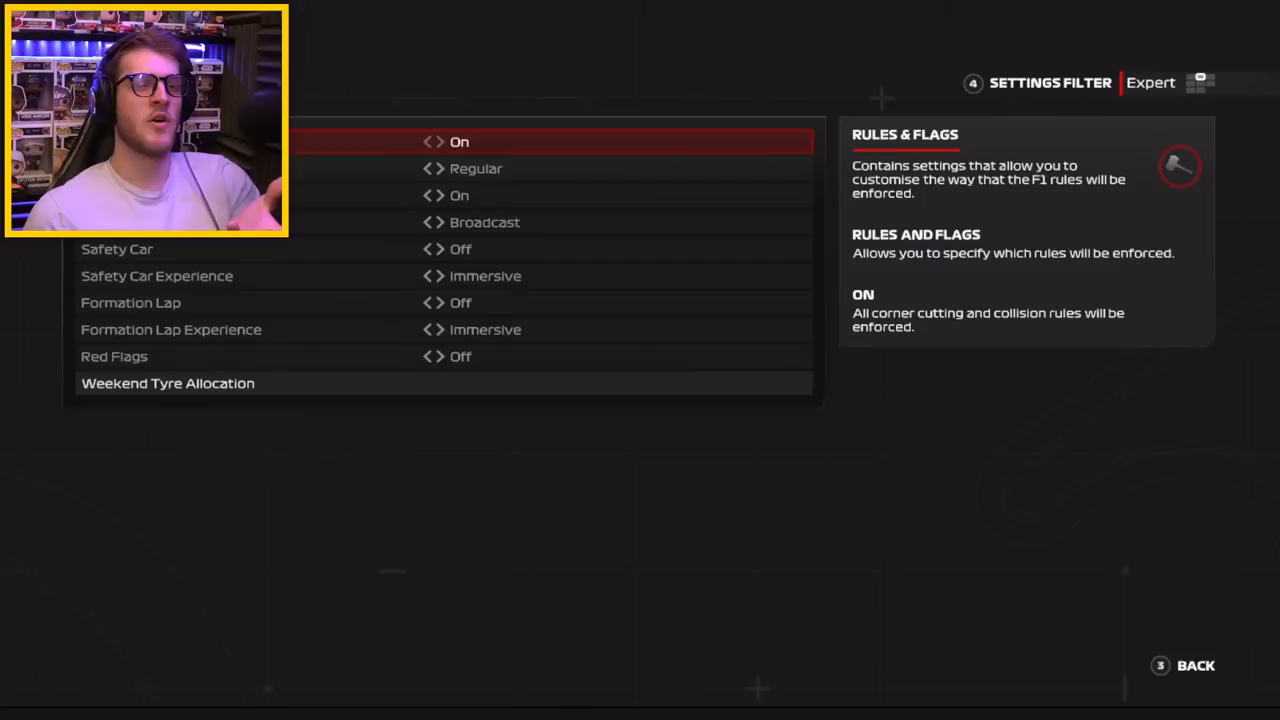 4 SETTINGS FILTER Expert
On
Regular
On
Broadcast
Safety Car Off
Safety Car Experience Immersive
Formation Lap Off
Formation Lap Experience Immersive
Red Flags Off
Weekend Tyre Allocation
RULES & FLAGS
Contains settings that allow you to
customise the way that the F1 rules will be
enforced.
RULES AND FLAGS
Allows you to specify which rules will be enforced.
ON
All corner cutting and collision rules will be
enforced.
3 BACK